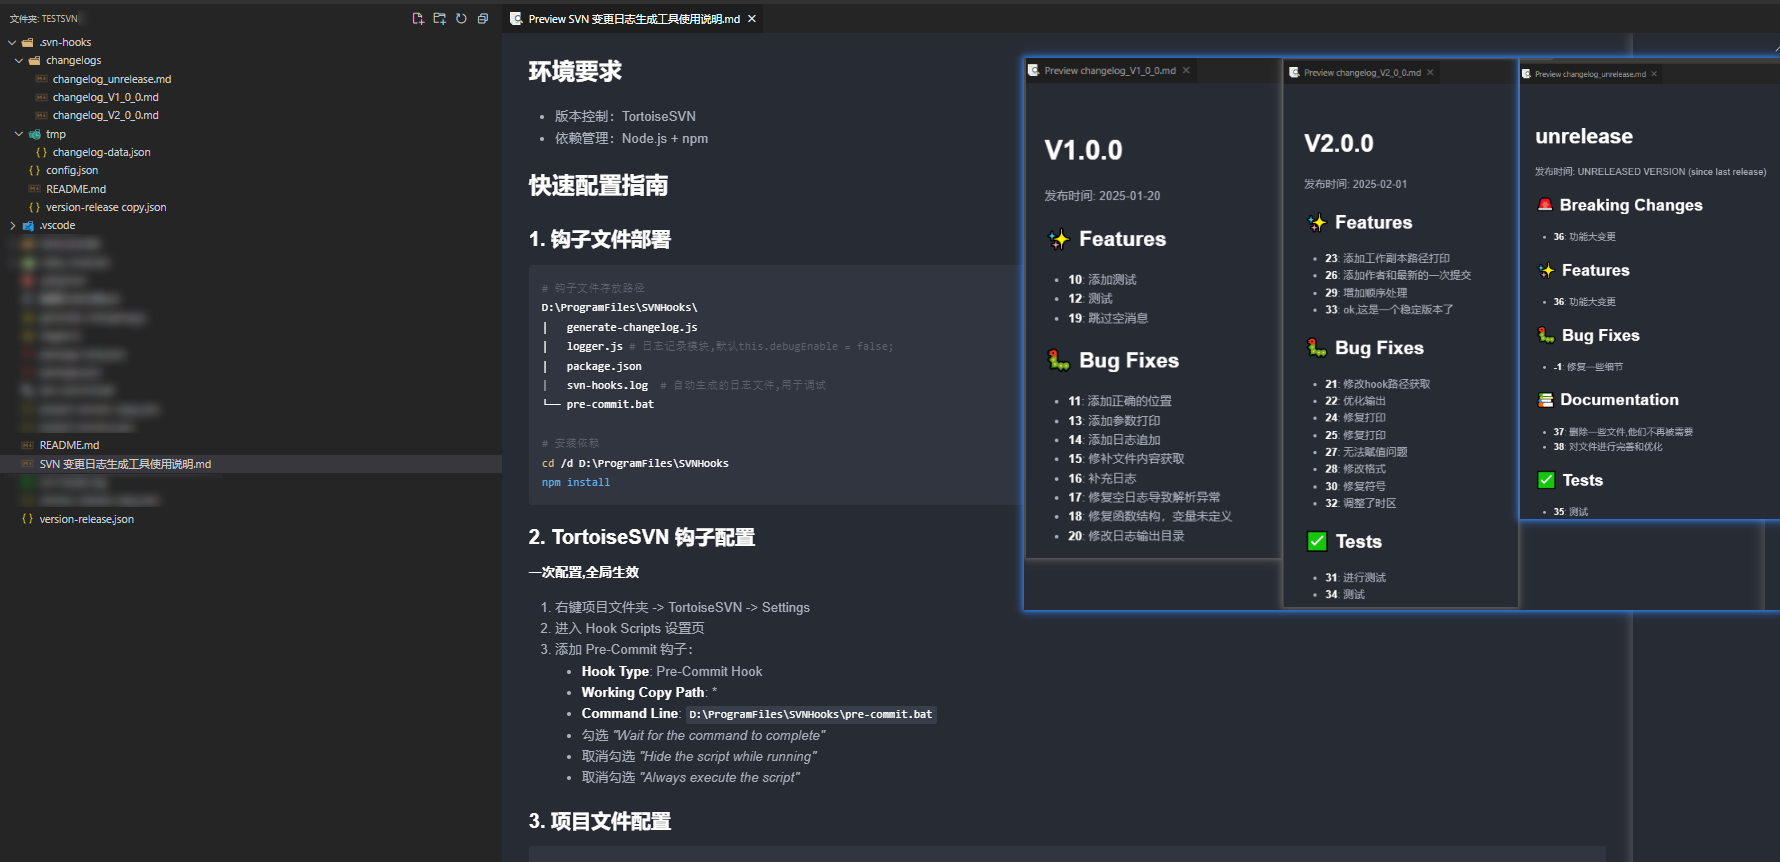 文件夹: TESTSVN
.svn-hooks
changelogs
changelog_unrelease.md
changelog_V1_0_0.md
changelog_V2_0_0.md
tmp
changelog-data.json
config.json
README.md
version-release copy.json
.vscode
README.md
SVN 变更日志生成工具使用说明.md
version-release.json
Preview SVN 变更日志生成工具使用说明.md
环境要求
• 版本控制：TortoiseSVN
• 依赖管理：Node.js + npm
快速配置指南
1. 钩子文件部署
# 钩子文件存放路径
D:\ProgramFiles\SVNHooks\
│ generate-changelog.js
│ logger.js # 日志记录模块,默认this.debugEnable = false;
│ package.json
│ svn-hooks.log # 自动生成的日志文件,用于调试
└── pre-commit.bat
# 安装依赖
cd /d D:\ProgramFiles\SVNHooks
npm install
2. TortoiseSVN 钩子配置
一次配置,全局生效
1. 右键项目文件夹 -> TortoiseSVN -> Settings
2. 进入 Hook Scripts 设置页
3. 添加 Pre-Commit 钩子：
• Hook Type: Pre-Commit Hook
• Working Copy Path: *
• Command Line: D:\ProgramFiles\SVNHooks\pre-commit.bat
• 勾选 "Wait for the command to complete"
• 取消勾选 "Hide the script while running"
• 取消勾选 "Always execute the script"
3. 项目文件配置
Preview changelog_V1_0_0.md
V1.0.0
发布时间: 2025-01-20
✨ Features
• 10: 添加测试
• 12: 测试
• 19: 跳过空消息
🐛 Bug Fixes
• 11: 添加正确的位置
• 13: 添加参数打印
• 14: 添加日志追加
• 15: 修补文件内容获取
• 16: 补充日志
• 17: 修复空日志导致解析异常
• 18: 修复函数结构，变量未定义
• 20: 修改日志输出目录
Preview changelog_V2_0_0.md
V2.0.0
发布时间: 2025-02-01
✨ Features
• 23: 添加工作副本路径打印
• 26: 添加作者和最新的一次提交
• 29: 增加顺序处理
• 33: ok,这是一个稳定版本了
🐛 Bug Fixes
• 21: 修改hook路径获取
• 22: 优化输出
• 24: 修复打印
• 25: 修复打印
• 27: 无法赋值问题
• 28: 修改格式
• 30: 修复符号
• 32: 调整了时区
✅ Tests
• 31: 进行测试
• 34: 测试
Preview changelog_unrelease.md
unrelease
发布时间: UNRELEASED VERSION (since last release)
🚨 Breaking Changes
• 36: 功能大变更
✨ Features
• 36: 功能大变更
🐛 Bug Fixes
• -1: 修复一些细节
📚 Documentation
• 37: 删除一些文件,他们不再被需要
• 38: 对文件进行完善和优化
✅ Tests
• 35: 测试